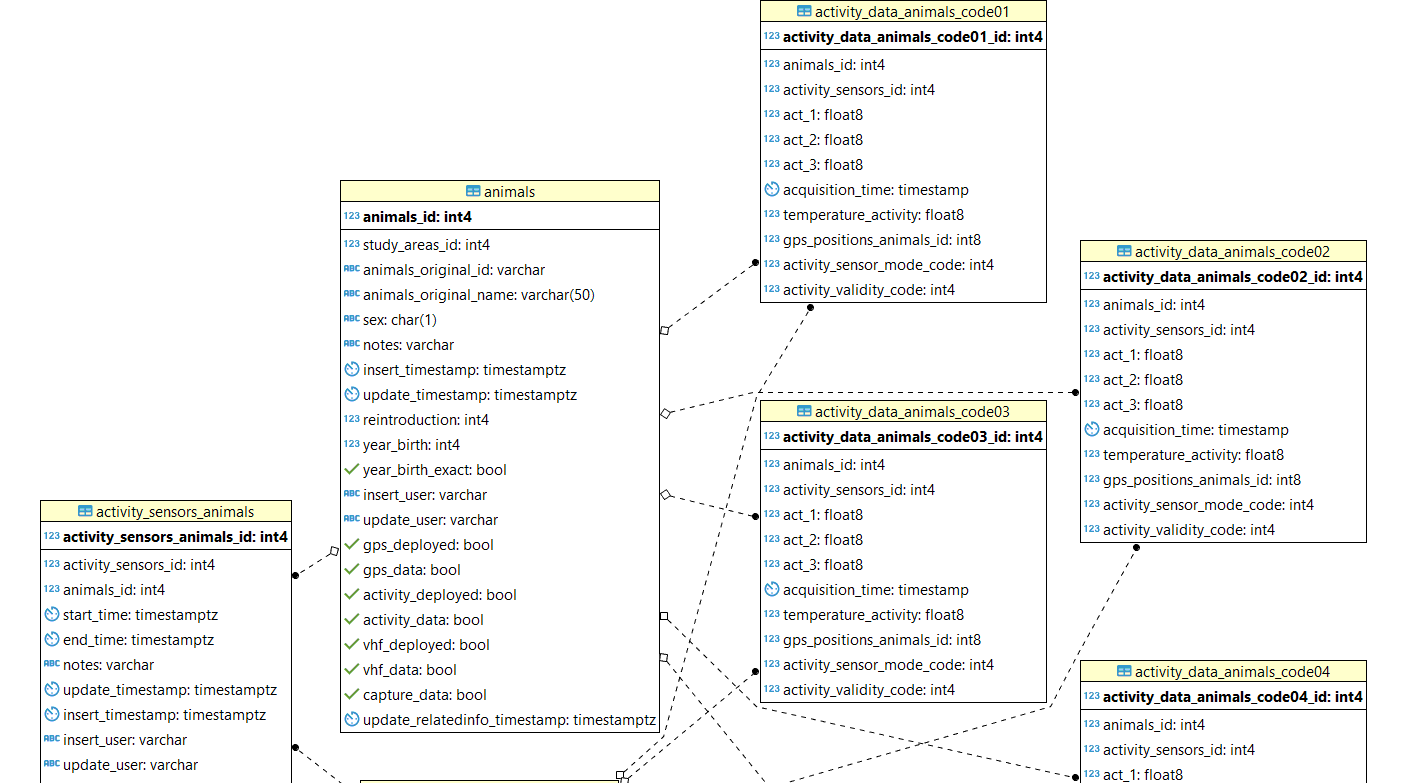 activity_data_animals_code01
123 activity_data_animals_code01_id: int4
123 animals_id: int4
123 activity_sensors_id: int4
123 act_1: float8
123 act_2: float8
123 act_3: float8
acquisition_time: timestamp
123 temperature_activity: float8
123 gps_positions_animals_id: int8
123 activity_sensor_mode_code: int4
123 activity_validity_code: int4
animals
123 animals_id: int4
123 study_areas_id: int4
ABC animals_original_id: varchar
ABC animals_original_name: varchar(50)
ABC sex: char(1)
ABC notes: varchar
insert_timestamp: timestamptz
update_timestamp: timestamptz
123 reintroduction: int4
123 year_birth: int4
year_birth_exact: bool
ABC insert_user: varchar
ABC update_user: varchar
gps_deployed: bool
gps_data: bool
activity_deployed: bool
activity_data: bool
vhf_deployed: bool
vhf_data: bool
capture_data: bool
update_relatedinfo_timestamp: timestamptz
activity_data_animals_code02
123 activity_data_animals_code02_id: int4
123 animals_id: int4
123 activity_sensors_id: int4
123 act_1: float8
123 act_2: float8
123 act_3: float8
acquisition_time: timestamp
123 temperature_activity: float8
123 gps_positions_animals_id: int8
123 activity_sensor_mode_code: int4
123 activity_validity_code: int4
activity_data_animals_code03
123 activity_data_animals_code03_id: int4
123 animals_id: int4
123 activity_sensors_id: int4
123 act_1: float8
123 act_2: float8
123 act_3: float8
acquisition_time: timestamp
123 temperature_activity: float8
123 gps_positions_animals_id: int8
123 activity_sensor_mode_code: int4
123 activity_validity_code: int4
activity_sensors_animals
123 activity_sensors_animals_id: int4
123 activity_sensors_id: int4
123 animals_id: int4
start_time: timestamptz
end_time: timestamptz
ABC notes: varchar
update_timestamp: timestamptz
insert_timestamp: timestamptz
ABC insert_user: varchar
ABC update_user: varchar
activity_data_animals_code04
123 activity_data_animals_code04_id: int4
123 animals_id: int4
123 activity_sensors_id: int4
123 act_1: float8